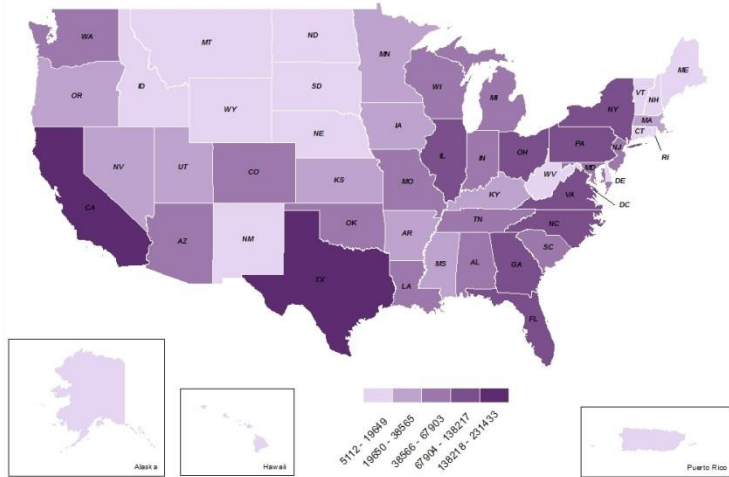 WA
MT
ND
MN
ME
OR
ID
SD
WI
MI
VT
NH
NY
MA
CT
RI
WY
NE
IA
PA
NJ
NV
UT
CO
KS
MO
IL
IN
OH
WV
MD
DE
DC
VA
KY
CA
AZ
NM
OK
AR
TN
NC
SC
TX
LA
MS
AL
GA
FL
5112 - 19649
19650 - 38565
38566 - 67903
67904 - 138217
138218 - 231433
Alaska
Hawaii
Puerto Rico